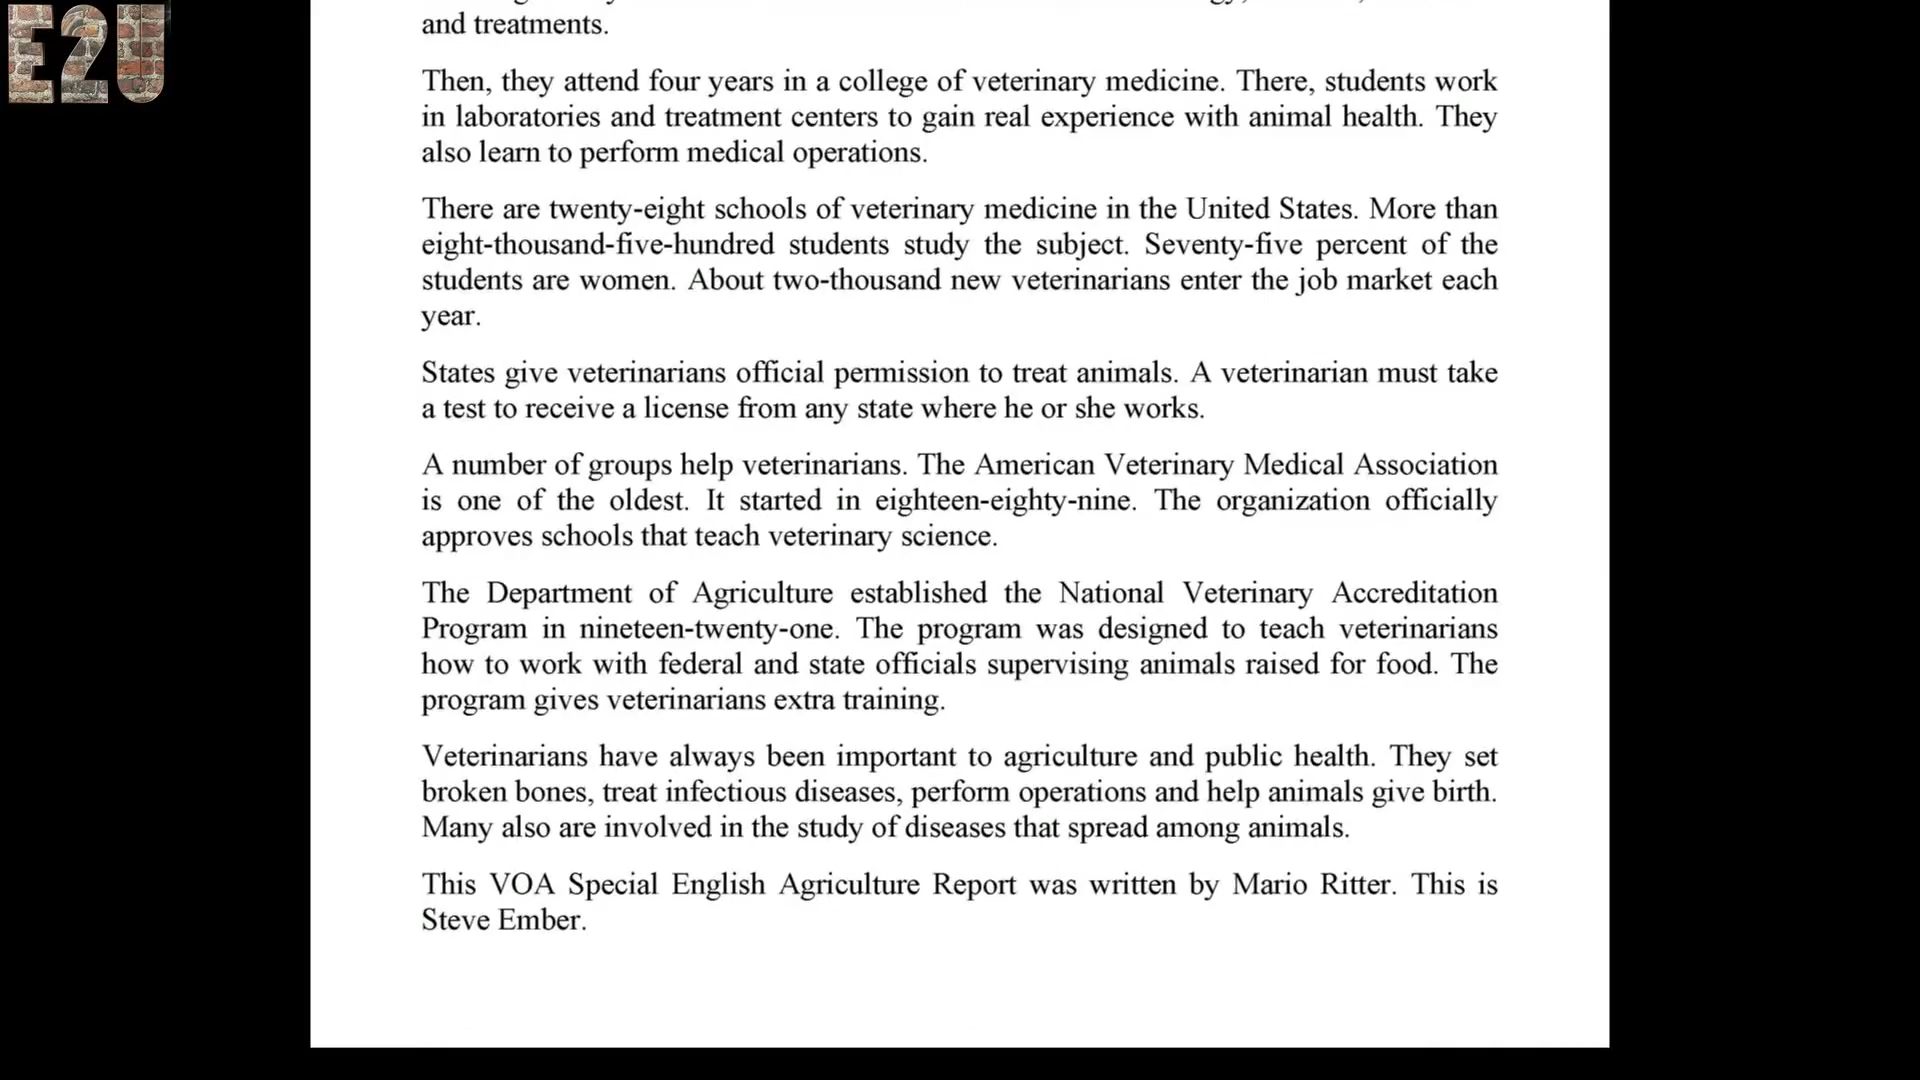 E2U
and treatments.
Then, they attend four years in a college of veterinary medicine. There, students work
in laboratories and treatment centers to gain real experience with animal health. They
also learn to perform medical operations.
There are twenty-eight schools of veterinary medicine in the United States. More than
eight-thousand-five-hundred students study the subject. Seventy-five percent of the
students are women. About two-thousand new veterinarians enter the job market each
year.
States give veterinarians official permission to treat animals. A veterinarian must take
a test to receive a license from any state where he or she works.
A number of groups help veterinarians. The American Veterinary Medical Association
is one of the oldest. It started in eighteen-eighty-nine. The organization officially
approves schools that teach veterinary science.
The Department of Agriculture established the National Veterinary Accreditation
Program in nineteen-twenty-one. The program was designed to teach veterinarians
how to work with federal and state officials supervising animals raised for food. The
program gives veterinarians extra training.
Veterinarians have always been important to agriculture and public health. They set
broken bones, treat infectious diseases, perform operations and help animals give birth.
Many also are involved in the study of diseases that spread among animals.
This VOA Special English Agriculture Report was written by Mario Ritter. This is
Steve Ember.